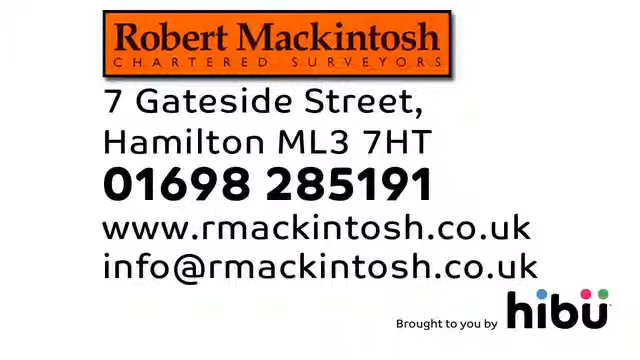 Robert Mackintosh
CHARTERED SURVEYORS
7 Gateside Street,
Hamilton ML3 7HT
01698 285191
www.rmackintosh.co.uk
info@rmackintosh.co.uk
Brought to you by hibü